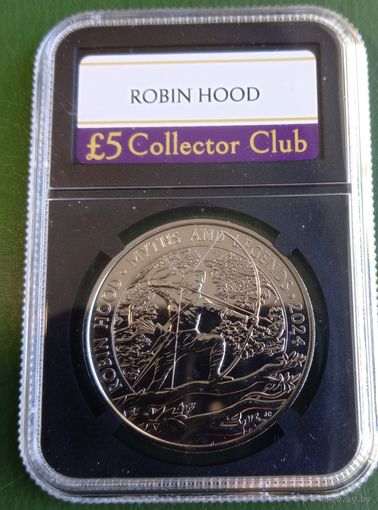 ROBIN HOOD
£5 Collector Club
ROBIN HOOD · MYTHS AND LEGENDS · 2024